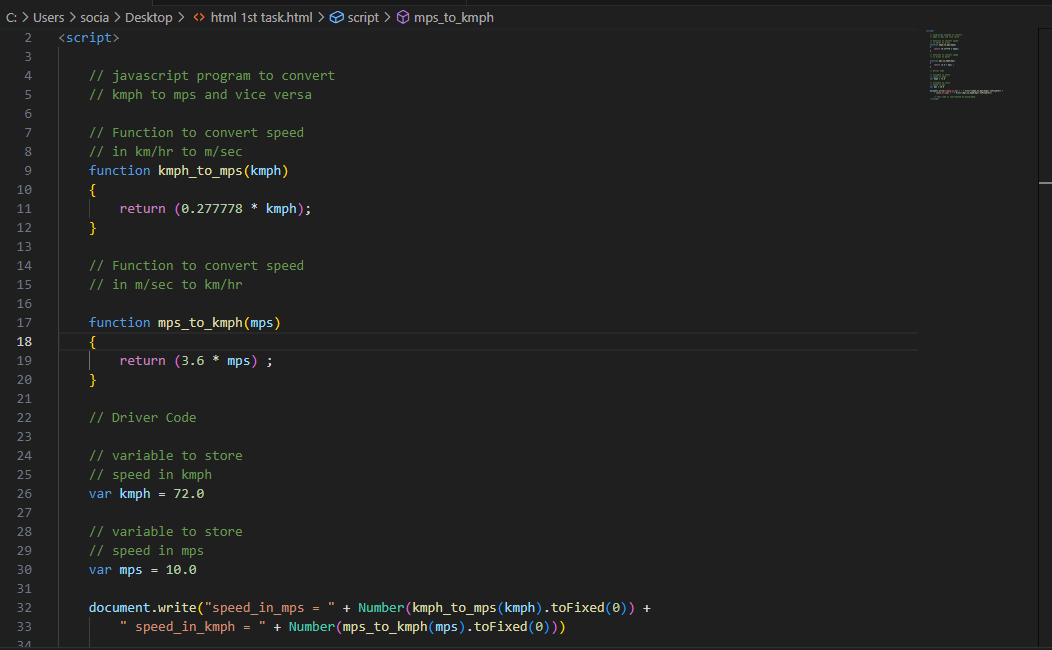 C: > Users > socia > Desktop > <> html 1st task.html > script > mps_to_kmph
2 <script>
3
4 // javascript program to convert
5 // kmph to mps and vice versa
6
7 // Function to convert speed
8 // in km/hr to m/sec
9 function kmph_to_mps(kmph)
10 {
11 return (0.277778 * kmph);
12 }
13
14 // Function to convert speed
15 // in m/sec to km/hr
16
17 function mps_to_kmph(mps)
18 {
19 return (3.6 * mps) ;
20 }
21
22 // Driver Code
23
24 // variable to store
25 // speed in kmph
26 var kmph = 72.0
27
28 // variable to store
29 // speed in mps
30 var mps = 10.0
31
32 document.write("speed_in_mps = " + Number(kmph_to_mps(kmph).toFixed(0)) +
33 " speed_in_kmph = " + Number(mps_to_kmph(mps).toFixed(0)))
34